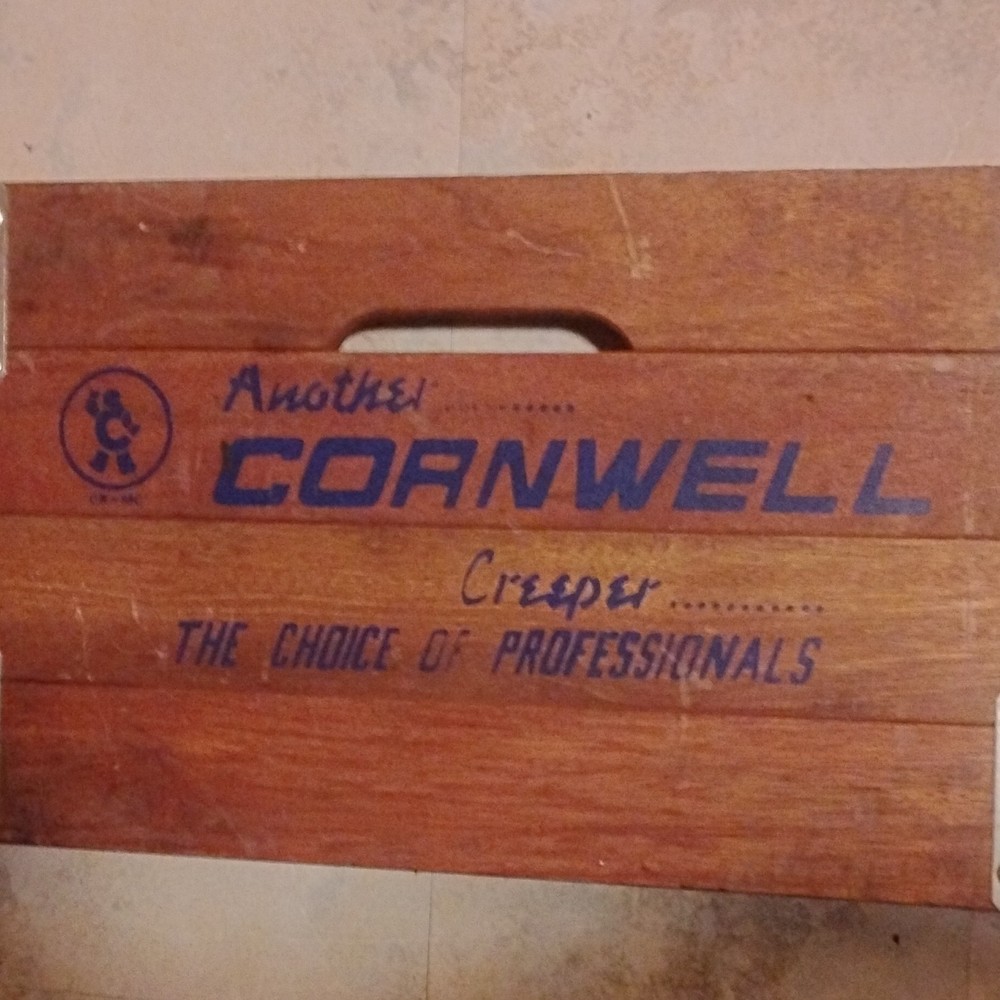 Another ............
CORNWELL
Creeper ............
THE CHOICE OF PROFESSIONALS